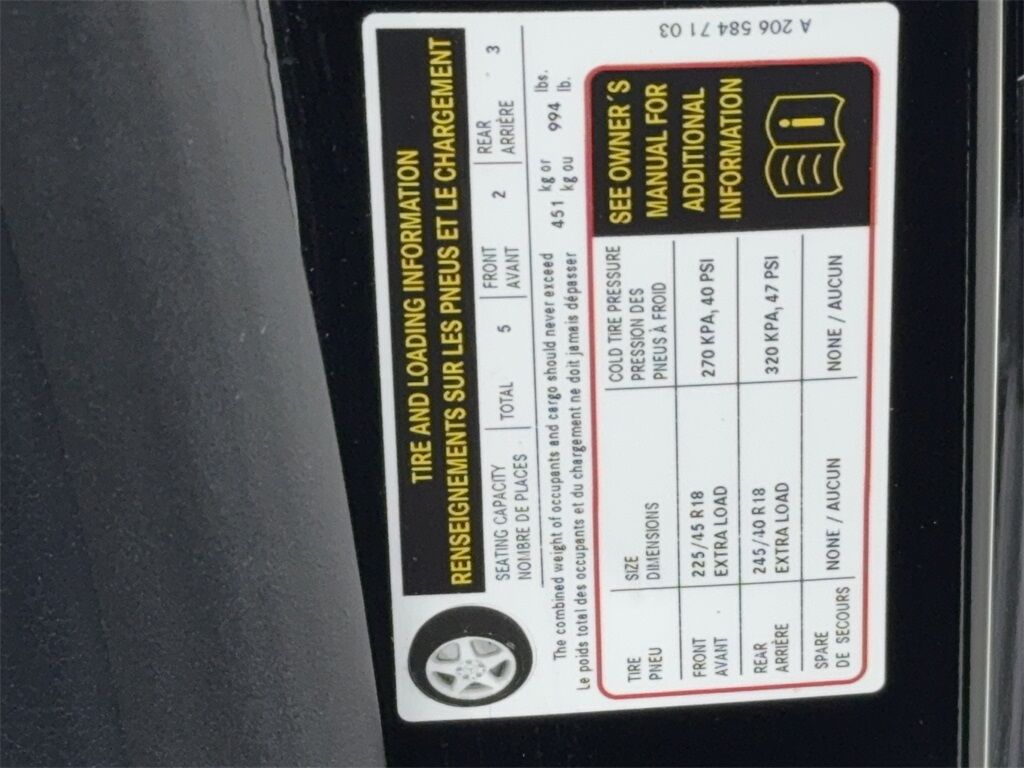 TIRE AND LOADING INFORMATION
RENSEIGNEMENTS SUR LES PNEUS ET LE CHARGEMENT
SEATING CAPACITY TOTAL 5 FRONT 2 REAR 3
NOMBRE DE PLACES AVANT ARRIÈRE
The combined weight of occupants and cargo should never exceed 451 kg or 994 lbs.
Le poids total des occupants et du chargement ne doit jamais dépasser kg ou lb.
TIRE SIZE COLD TIRE PRESSURE
PNEU DIMENSIONS PRESSION DES
PNEUS À FROID
FRONT 225/45 R18 270 KPA, 40 PSI
AVANT EXTRA LOAD
REAR 245/40 R18 320 KPA, 47 PSI
ARRIÈRE EXTRA LOAD
SPARE NONE / AUCUN NONE / AUCUN
DE SECOURS
SEE OWNER´S
MANUAL FOR
ADDITIONAL
INFORMATION
i
A 206 584 71 03